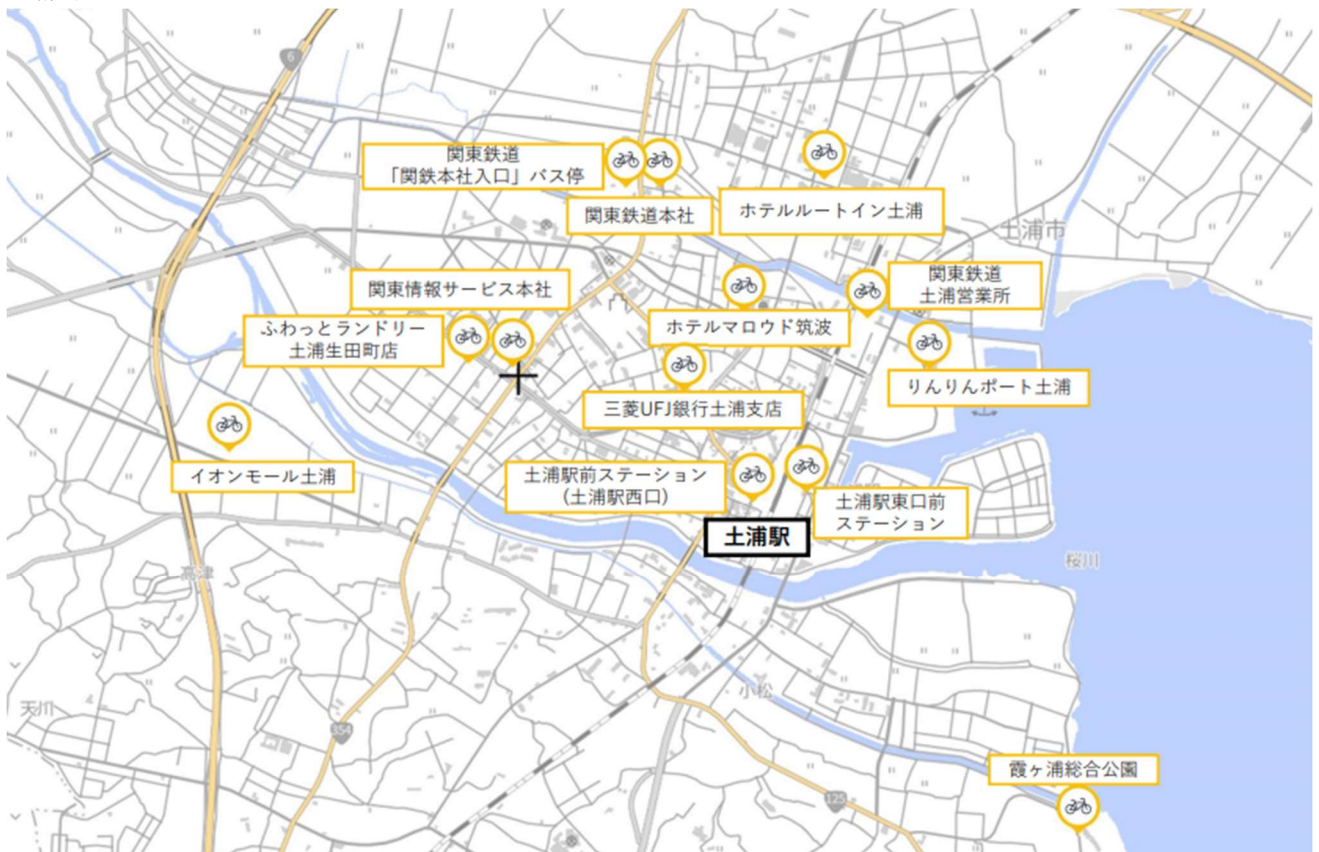 6
関東鉄道
「関鉄本社入口」バス停
関東鉄道本社
ホテルルートイン土浦
土浦市
関東鉄道
土浦営業所
関東情報サービス本社
ふわっとランドリー
土浦生田町店
ホテルマロウド筑波
りんりんポート土浦
三菱UFJ銀行土浦支店
イオンモール土浦
土浦駅前ステーション
(土浦駅西口)
土浦駅東口前
ステーション
土浦駅
桜川
高津
小松
天川
354
125
霞ヶ浦総合公園